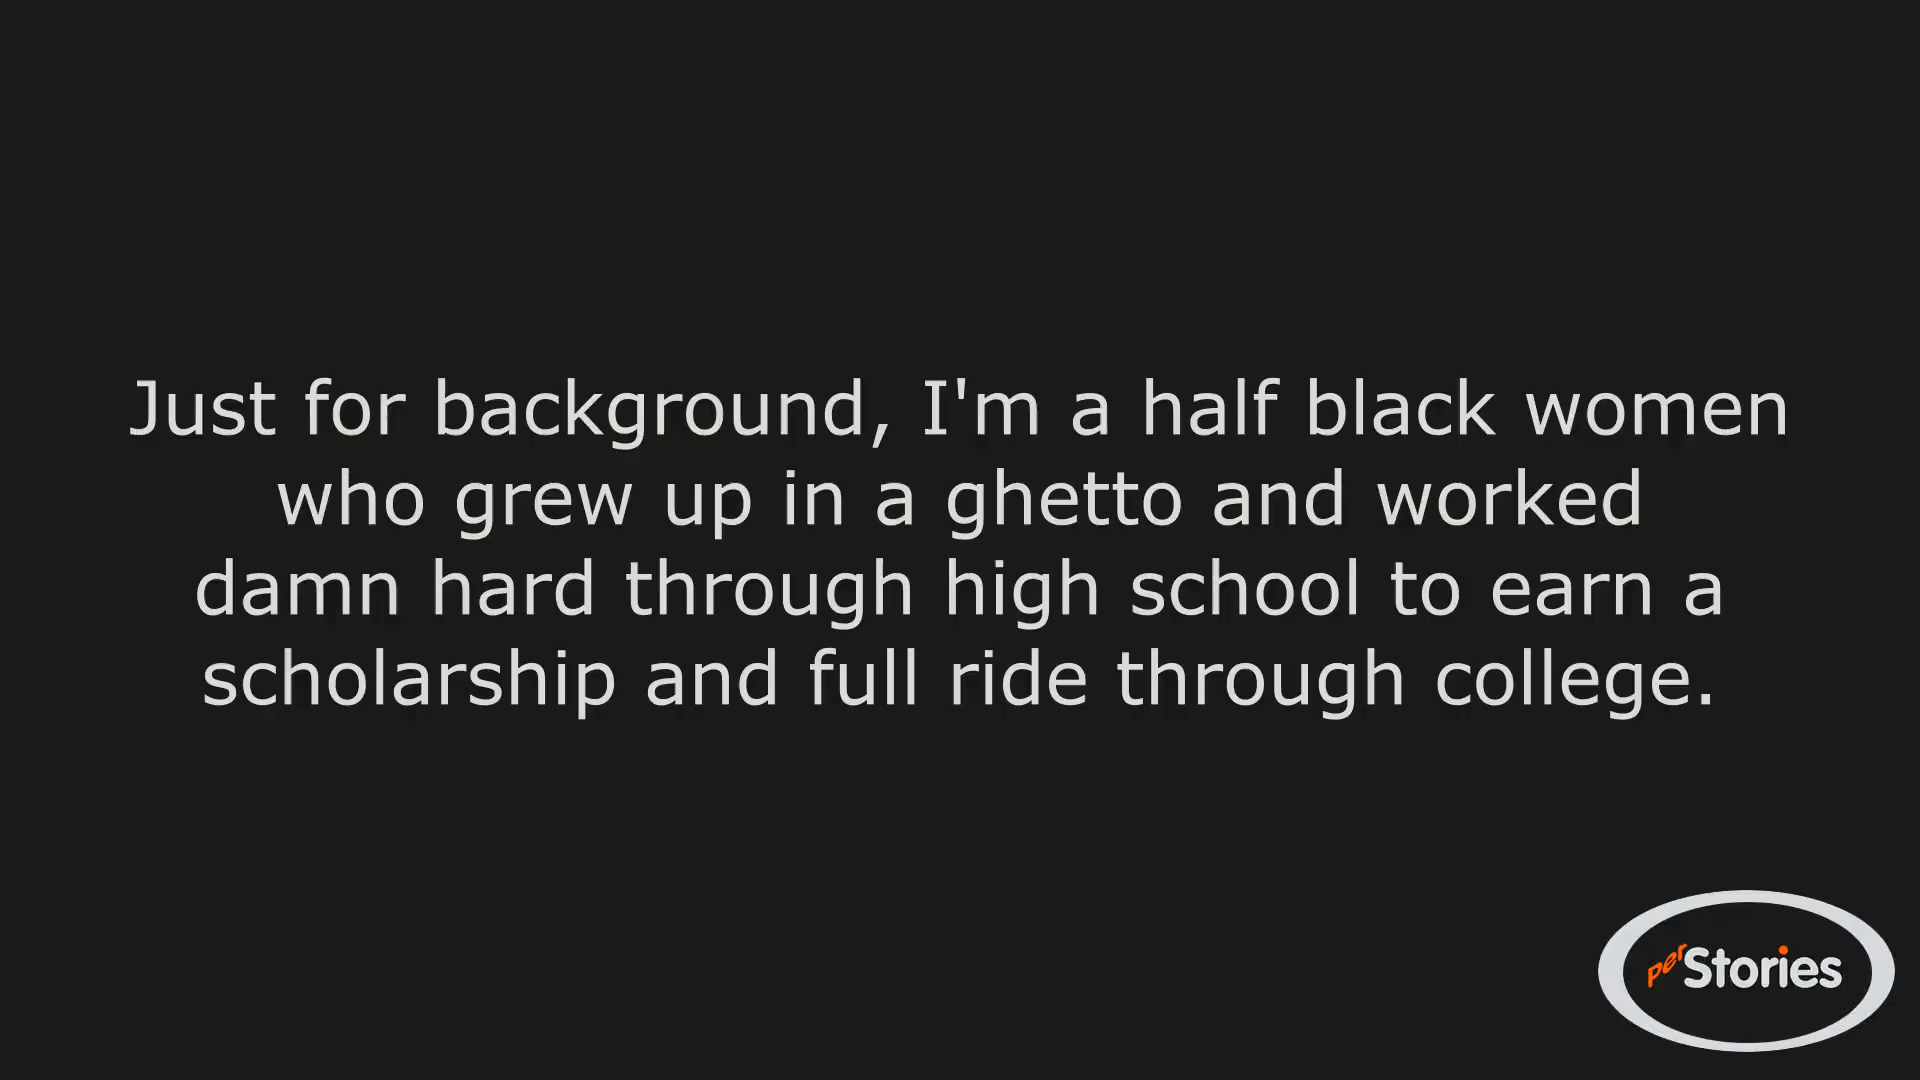 Just for background, I'm a half black women
who grew up in a ghetto and worked
damn hard through high school to earn a
scholarship and full ride through college.
perStories